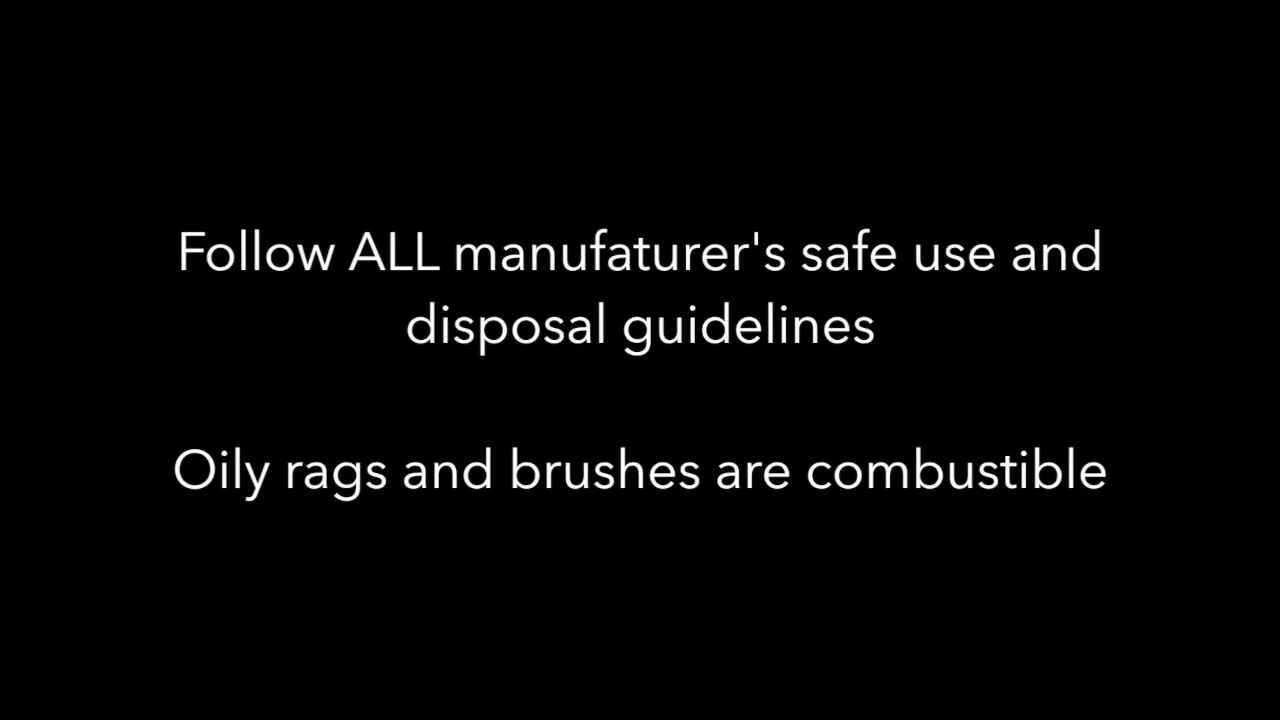 Follow ALL manufaturer's safe use and
disposal guidelines
Oily rags and brushes are combustible